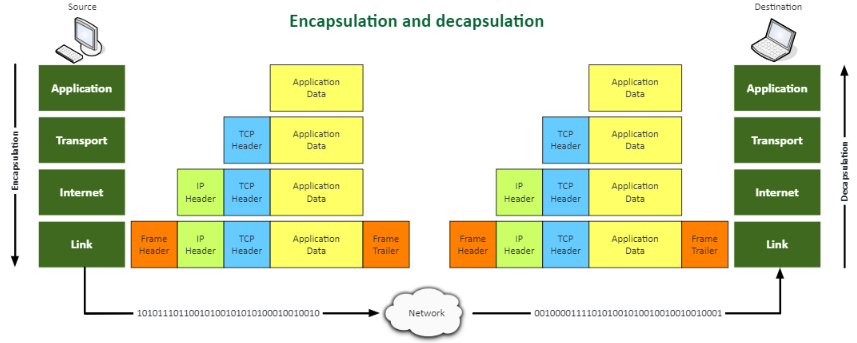 Source
Encapsulation and decapsulation
Destination
Encapsulation
Application
Application
Data
Application
Data
Application
Decapsulation
Transport
TCP
Header
Application
Data
TCP
Header
Application
Data
Transport
Internet
IP
Header
TCP
Header
Application
Data
IP
Header
TCP
Header
Application
Data
Internet
Link
Frame
Header
IP
Header
TCP
Header
Application
Data
Frame
Trailer
Frame
Header
IP
Header
TCP
Header
Application
Data
Frame
Trailer
Link
Network